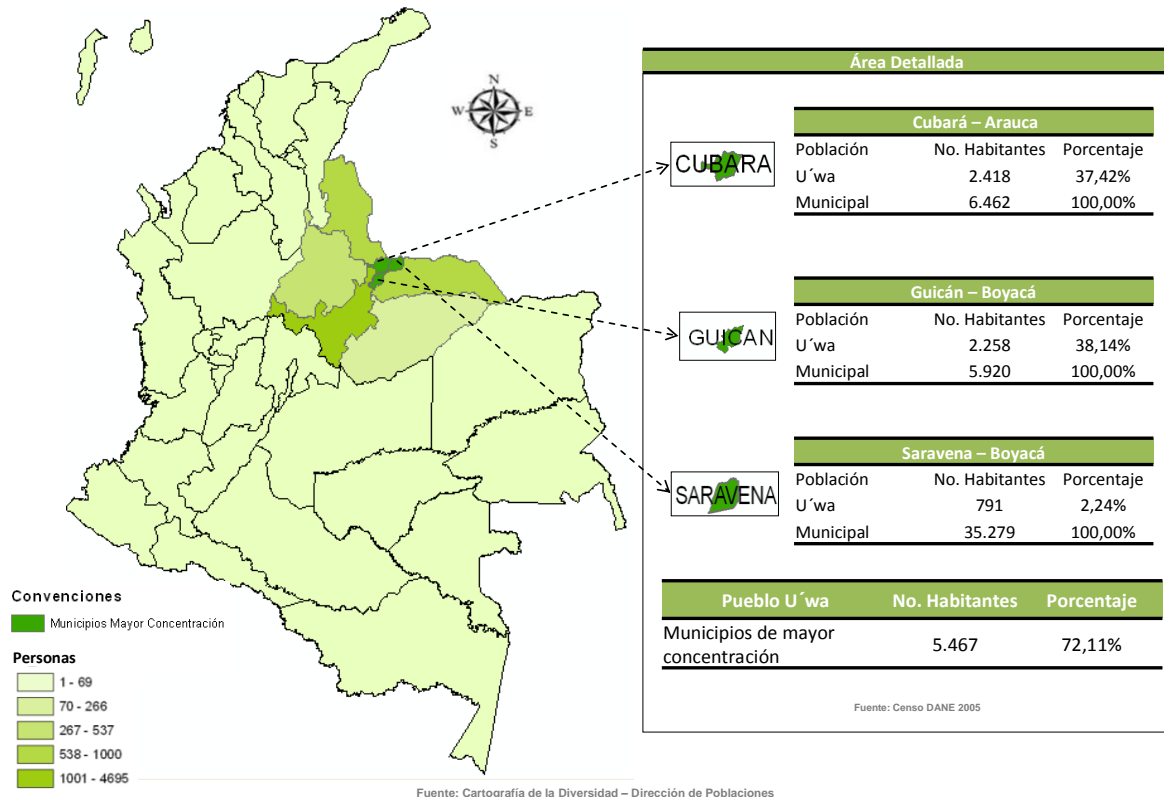 N
W E
S
Área Detallada
CUBARA
Cubará – Arauca
Población No. Habitantes Porcentaje
U´wa 2.418 37,42%
Municipal 6.462 100,00%
GUICAN
Guicán – Boyacá
Población No. Habitantes Porcentaje
U´wa 2.258 38,14%
Municipal 5.920 100,00%
SARAVENA
Saravena – Boyacá
Población No. Habitantes Porcentaje
U´wa 791 2,24%
Municipal 35.279 100,00%
Pueblo U´wa No. Habitantes Porcentaje
Municipios de mayor
concentración 5.467 72,11%
Fuente: Censo DANE 2005
Convenciones
Municipios Mayor Concentración
Personas
1 - 69
70 - 266
267 - 537
538 - 1000
1001 - 4695
Fuente: Cartografía de la Diversidad – Dirección de Poblaciones